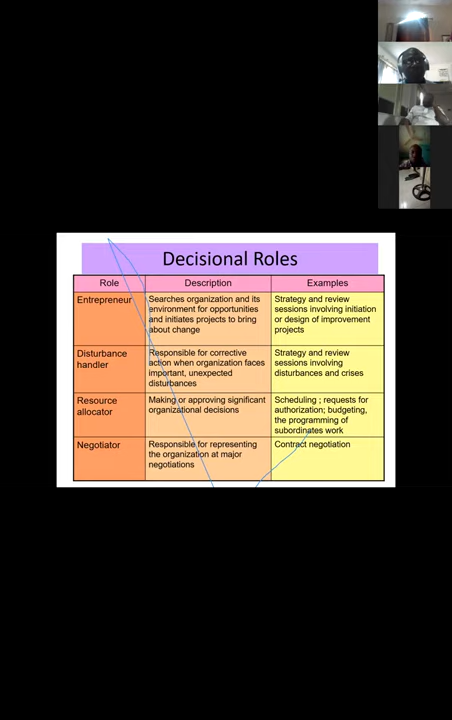 Decisional Roles
Role
Description
Examples
Entrepreneur
Searches organization and its
environment for opportunities
and initiates projects to bring
about change
Strategy and review
sessions involving initiation
or design of improvement
projects
Disturbance
handler
Responsible for corrective
action when organization faces
important, unexpected
disturbances
Strategy and review
sessions involving
disturbances and crises
Resource
allocator
Making or approving significant
organizational decisions
Scheduling ; requests for
authorization; budgeting,
the programming of
subordinates work
Negotiator
Responsible for representing
the organization at major
negotiations
Contract negotiation